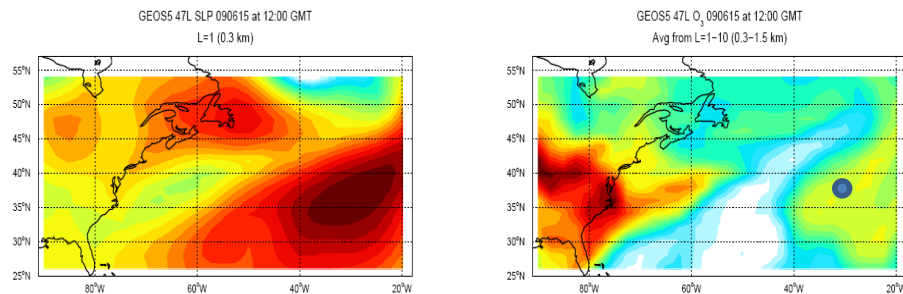 GEOS5 47L SLP 090615 at 12:00 GMT
L=1 (0.3 km)
55°N
50°N
45°N
40°N
35°N
30°N
25°N
80°W 60°W 40°W 20°W
GEOS5 47L O₃ 090615 at 12:00 GMT
Avg from L=1−10 (0.3−1.5 km)
55°N
50°N
45°N
40°N
35°N
30°N
25°N
80°W 60°W 40°W 20°W